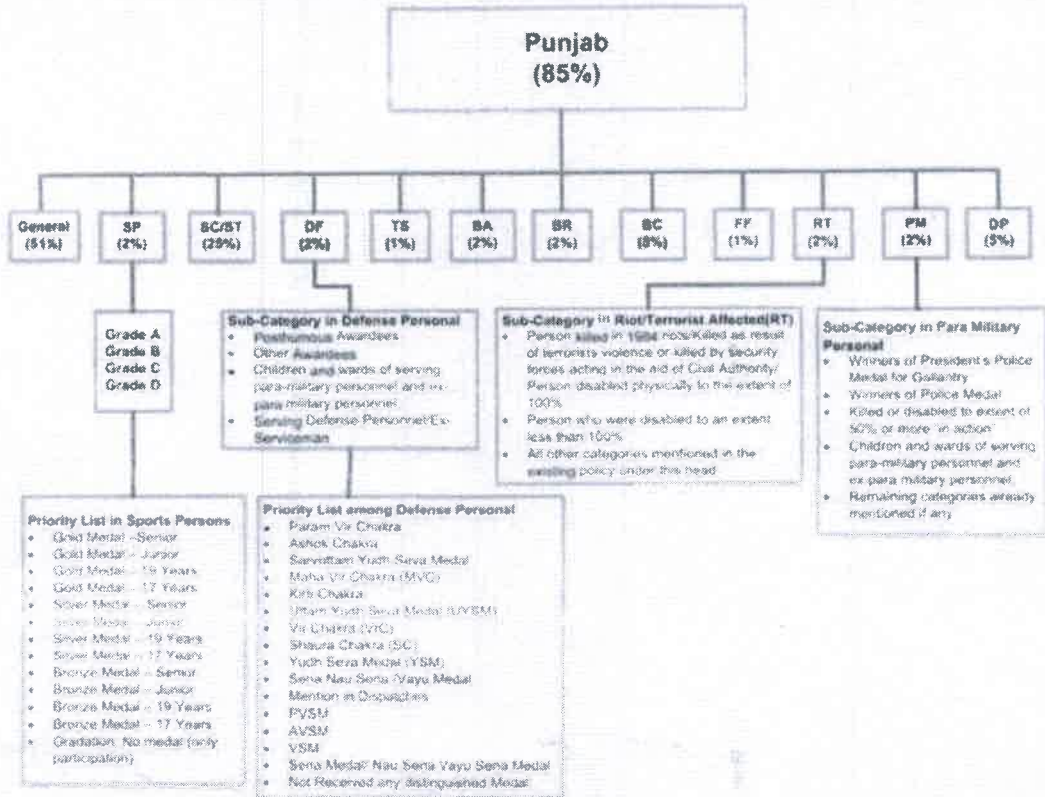 Punjab
(85%)
General
(51%)
SP
(2%)
SC/ST
(25%)
DF
(2%)
TS
(1%)
BA
(2%)
BR
(2%)
BC
(8%)
FF
(1%)
RT
(2%)
PM
(2%)
DP
Grade A
Grade B
Grade C
Grade D
Sub-Category in Defense Personal
• Posthumous Awardees
• Other Awardees
• Children and wards of serving
para-military personnel and ex-
para military personnel
• Serving Defense Personnel/Ex-
Serviceman
Sub-Category in Riot/Terrorist Affected(RT)
• Person killed in 1984 riots/Killed as result
of terrorists violence or killed by security
forces acting in the aid of Civil Authority/
Person disabled physically to the extent of
100%
• Person who were disabled to an extent
less than 100%
• All other categories mentioned in the
existing policy under this head
Sub-Category in Para Military
Personal
• Winners of President's Police
Medal for Gallantry
• Winners of Police Medal
• Killed or disabled to extent of
50% or more 'in action'
• Children and wards of serving
para-military personnel and
ex-para military personnel
• Remaining categories already
mentioned if any
Priority List in Sports Persons
• Gold Medal –Senior
• Gold Medal – Junior
• Gold Medal – 19 Years
• Gold Medal – 17 Years
• Silver Medal – Senior
• Silver Medal – Junior
• Silver Medal – 19 Years
• Silver Medal – 17 Years
• Bronze Medal – Senior
• Bronze Medal – Junior
• Bronze Medal – 19 Years
• Bronze Medal – 17 Years
• Gradation. No medal (only
participation)
Priority List among Defense Personal
• Param Vir Chakra
• Ashok Chakra
• Sarvottam Yudh Seva Medal
• Maha Vir Chakra (MVC)
• Kirti Chakra
• Uttam Yudh Seva Medal (UYSM)
• Vir Chakra (VrC)
• Shaura Chakra (SC)
• Yudh Seva Medal (YSM)
• Sena Nau Sena /Vayu Medal
• Mention in Dispatches
• PVSM
• AVSM
• VSM
• Sena Medal/ Nau Sena Vayu Sena Medal
• Not Received any distinguished Medal